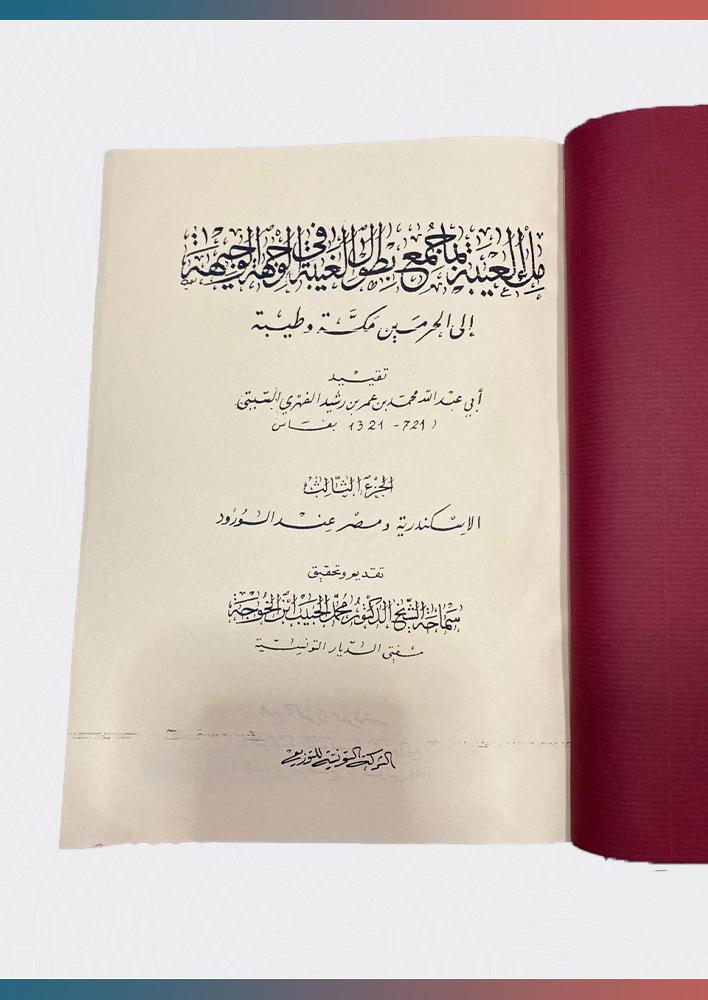 ملء العيبة بما جمع بطول الغيبة في الوجهة الوجيهة
إلى الحرمين مكة وطيبة
تقييد
أبي عبد الله محمد بن عمر بن رشيد الفهري السبتي
( 721 - 1321 بفاس
الجزء الثالث
الاسكندرية ومصر عند الورود
تقديم وتحقيق
سماحة الشيخ الدكتور محمد الحبيب ابن الخوجة
مفتي الديار التونسية
الشركة التونسية للتوزيع